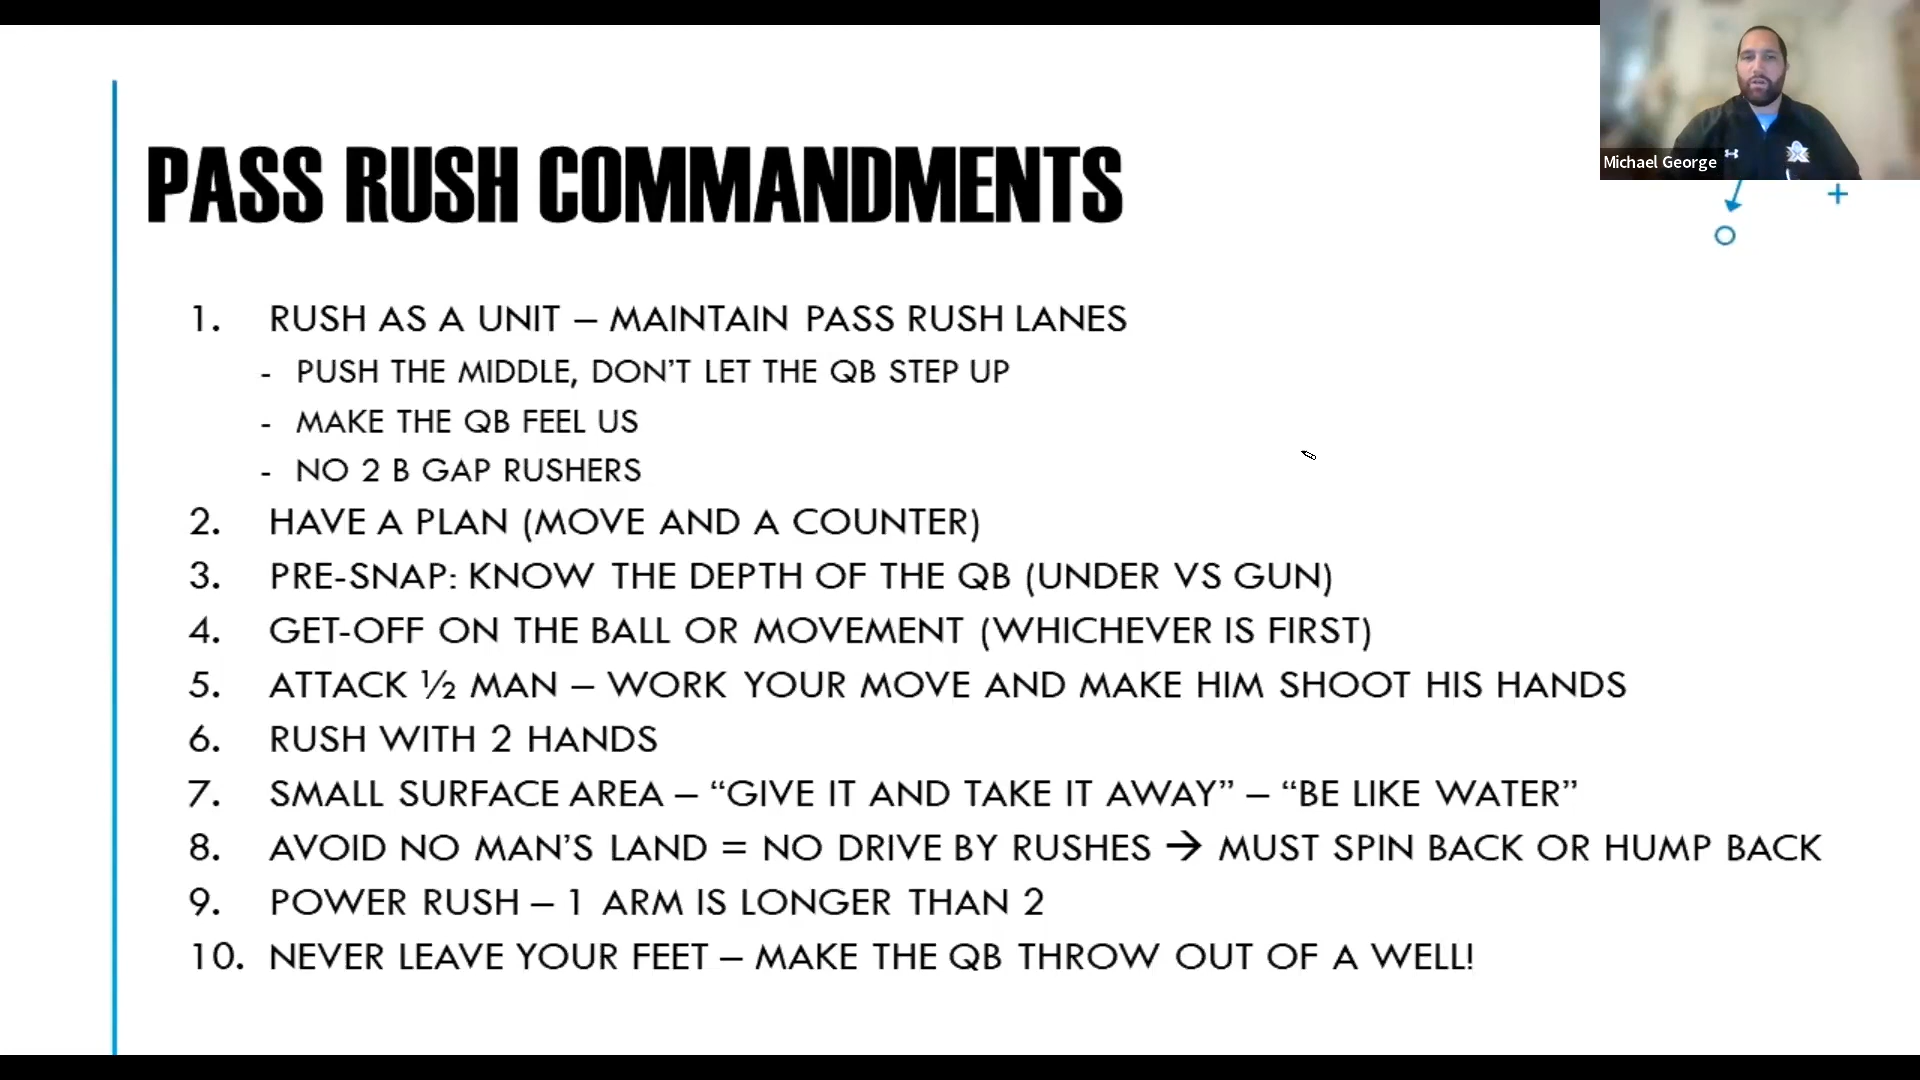 Michael George
PASS RUSH COMMANDMENTS
1. RUSH AS A UNIT – MAINTAIN PASS RUSH LANES
- PUSH THE MIDDLE, DON'T LET THE QB STEP UP
- MAKE THE QB FEEL US
- NO 2 B GAP RUSHERS
2. HAVE A PLAN (MOVE AND A COUNTER)
3. PRE-SNAP: KNOW THE DEPTH OF THE QB (UNDER VS GUN)
4. GET-OFF ON THE BALL OR MOVEMENT (WHICHEVER IS FIRST)
5. ATTACK ½ MAN – WORK YOUR MOVE AND MAKE HIM SHOOT HIS HANDS
6. RUSH WITH 2 HANDS
7. SMALL SURFACE AREA – “GIVE IT AND TAKE IT AWAY” – “BE LIKE WATER”
8. AVOID NO MAN'S LAND = NO DRIVE BY RUSHES → MUST SPIN BACK OR HUMP BACK
9. POWER RUSH – 1 ARM IS LONGER THAN 2
10. NEVER LEAVE YOUR FEET – MAKE THE QB THROW OUT OF A WELL!